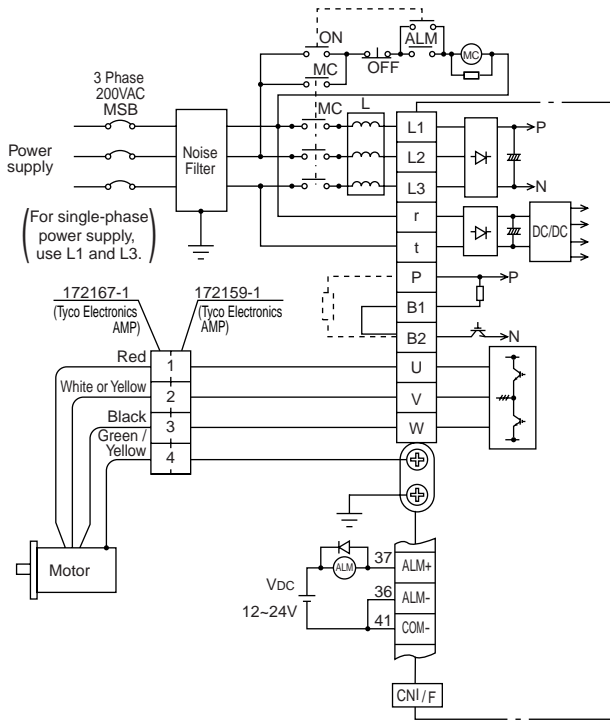 ON
ALM
MC
OFF
MC
3 Phase
200VAC
MSB
MC
L
L1
P
Power
supply
Noise
Filter
L2
L3
N
(For single-phase
power supply,
use L1 and L3.)
r
DC/DC
t
P
P
172167-1
(Tyco Electronics
AMP)
172159-1
(Tyco Electronics
AMP)
B1
B2
N
Red
1
U
White or Yellow
2
V
Black
3
W
Green /
Yellow
4
Motor
ALM
37
ALM+
VDC
12~24V
36
ALM-
41
COM-
CNI/F